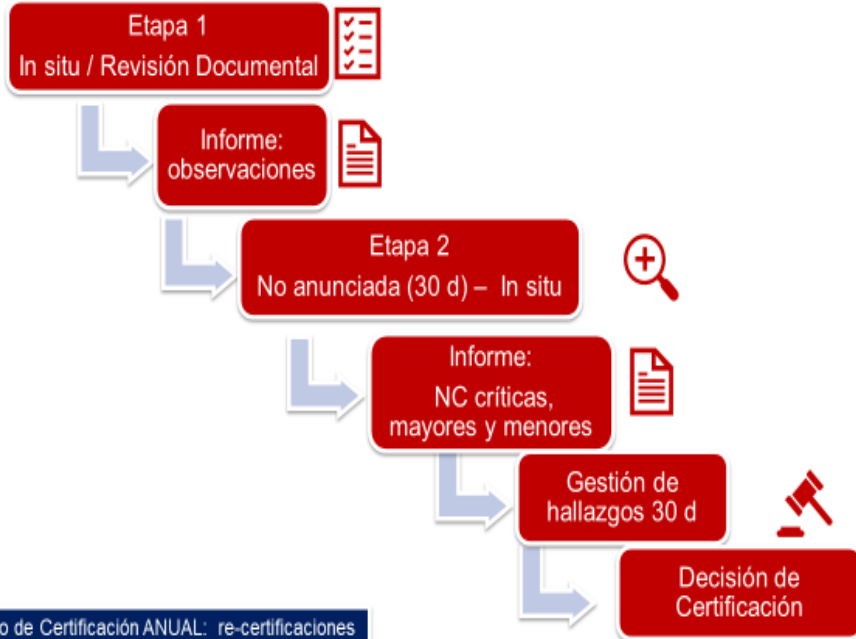 Etapa 1
In situ / Revisión Documental
Informe:
observaciones
Etapa 2
No anunciada (30 d) – In situ
Informe:
NC críticas,
mayores y menores
Gestión de
hallazgos 30 d
Decisión de
Certificación
de Certificación ANUAL: re-certificaciones